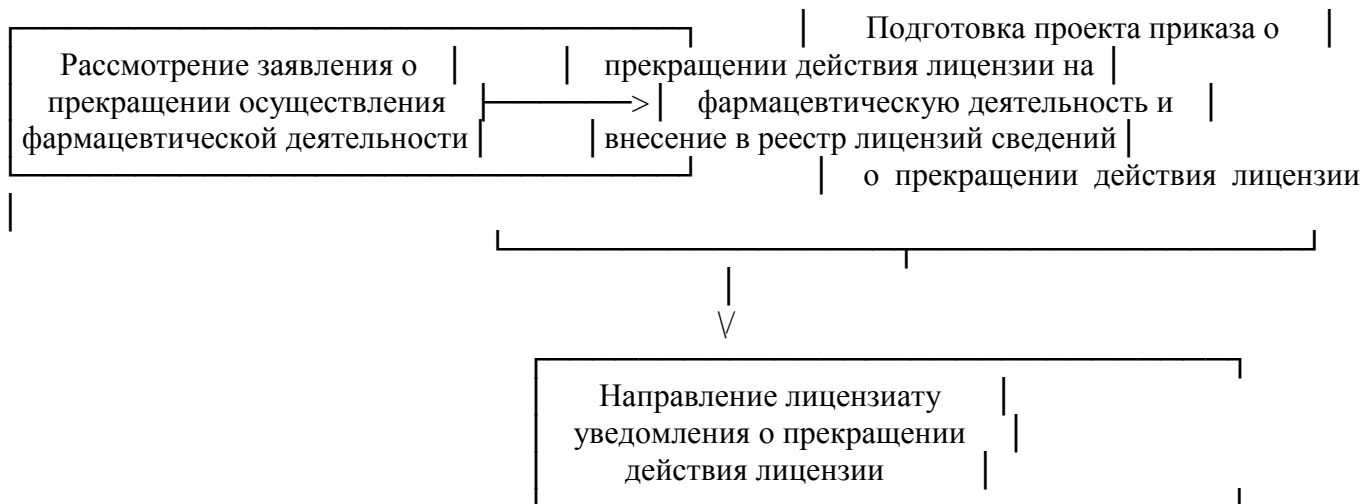 Рассмотрение заявления о
прекращении осуществления
фармацевтической деятельности
Подготовка проекта приказа о
прекращении действия лицензии на
фармацевтическую деятельность и
внесение в реестр лицензий сведений
о прекращении действия лицензии
Направление лицензиату
уведомления о прекращении
действия лицензии